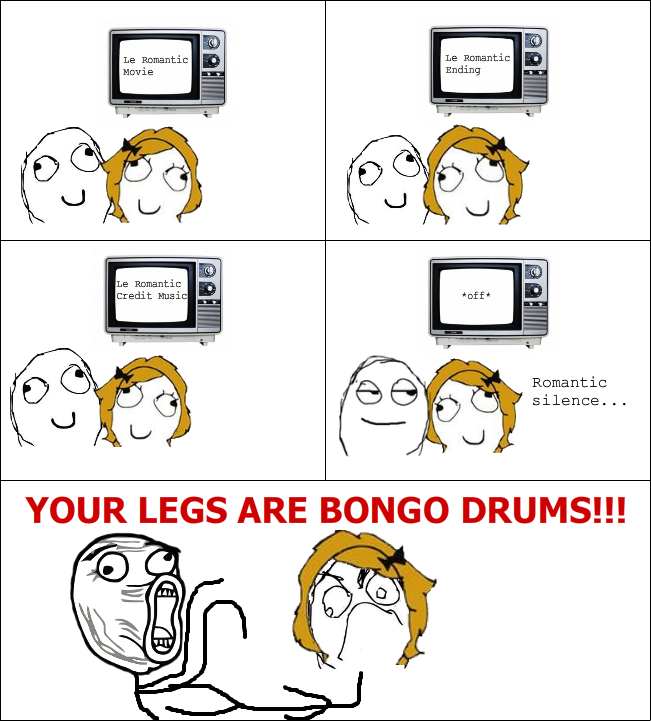 Le Romantic
Movie
Le Romantic
Ending
Le Romantic
Credit Music
*off*
Romantic
silence...
YOUR LEGS ARE BONGO DRUMS!!!